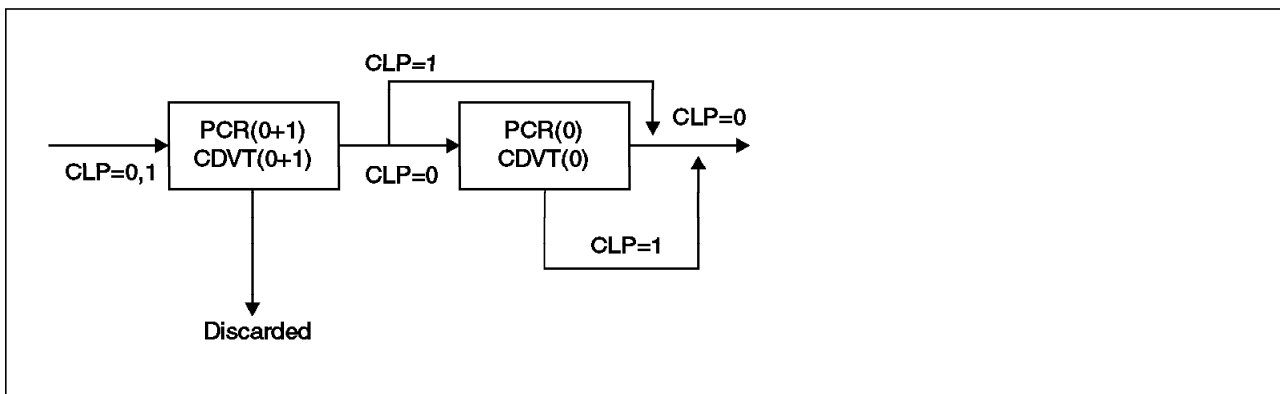 CLP=1
PCR(0+1)
CDVT(0+1)
PCR(0)
CDVT(0)
CLP=0
CLP=0,1
CLP=0
CLP=1
Discarded